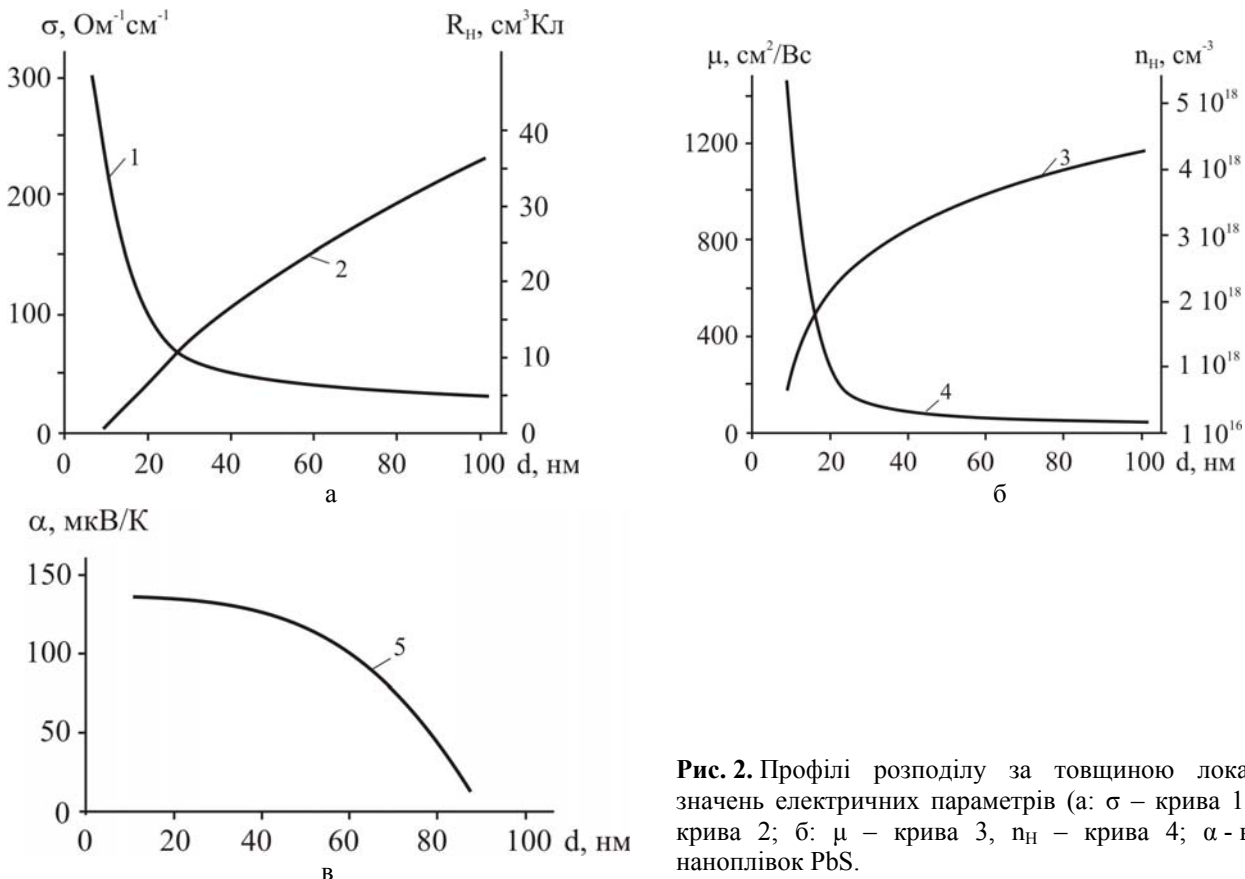 σ, Ом⁻¹см⁻¹
R_H, см³Кл
300
200
100
0
40
30
20
10
0
1
2
0 20 40 60 80 100 d, нм
а
μ, см²/Вс
n_H, см⁻³
1200
800
400
0
5 10¹⁸
4 10¹⁸
3 10¹⁸
2 10¹⁸
1 10¹⁸
1 10¹⁶
3
4
0 20 40 60 80 100 d, нм
б
α, мкВ/К
150
100
50
0
5
0 20 40 60 80 100 d, нм
в
Рис. 2. Профілі розподілу за товщиною лока
значень електричних параметрів (а: σ – крива 1
крива 2; б: μ – крива 3, n_H – крива 4; α -
наноплівок PbS.